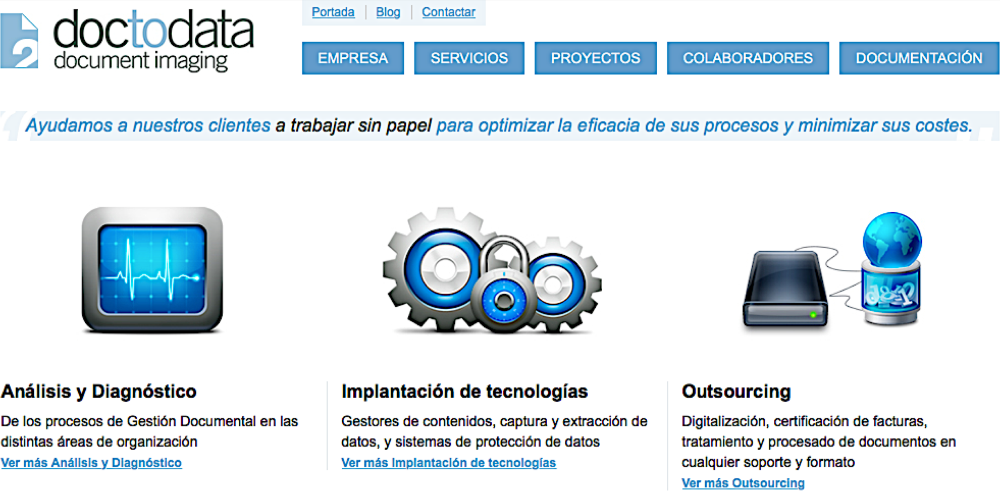 doctodata
document imaging
2
Portada | Blog | Contactar
EMPRESA SERVICIOS PROYECTOS COLABORADORES DOCUMENTACIÓN
“Ayudamos a nuestros clientes a trabajar sin papel para optimizar la eficacia de sus procesos y minimizar sus costes.”
Análisis y Diagnóstico
De los procesos de Gestión Documental en las
distintas áreas de organización
Ver más Análisis y Diagnóstico
Implantación de tecnologías
Gestores de contenidos, captura y extracción de
datos, y sistemas de protección de datos
Ver más Implantación de tecnologías
Outsourcing
Digitalización, certificación de facturas,
tratamiento y procesado de documentos en
cualquier soporte y formato
Ver más Outsourcing